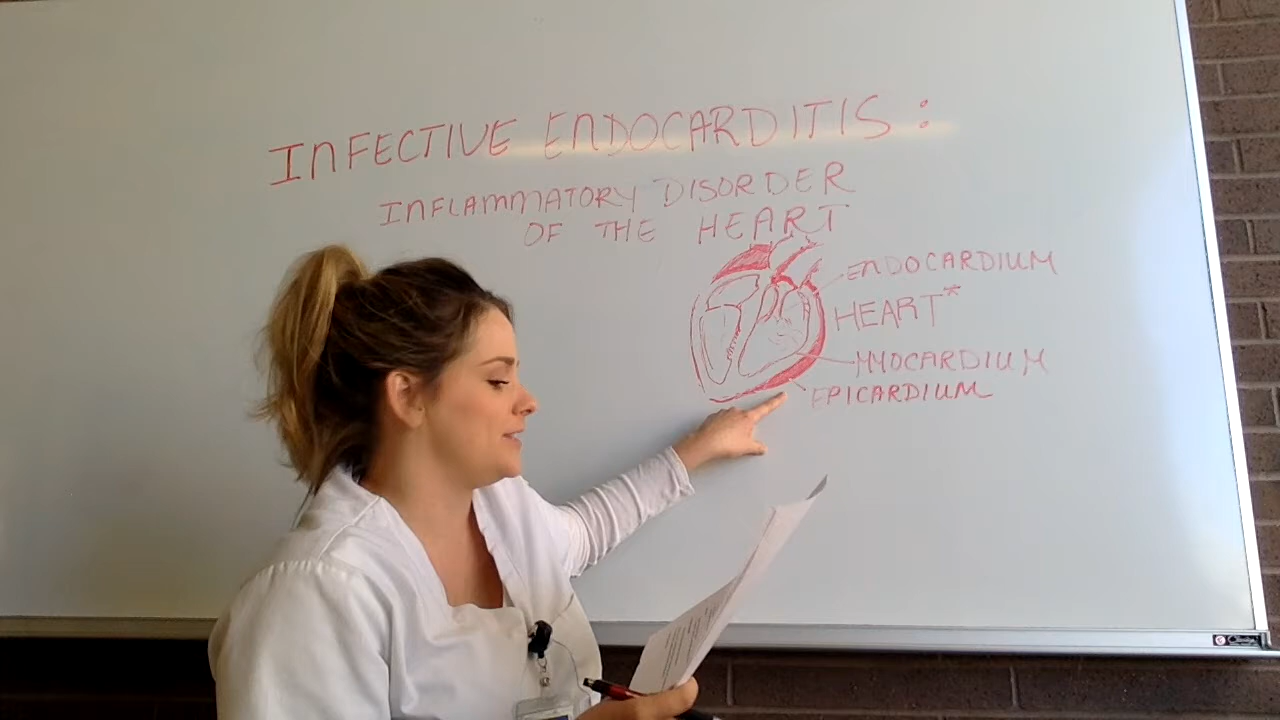 INFECTIVE ENDOCARDITIS:
INFLAMMATORY DISORDER
OF THE HEART
ENDOCARDIUM
HEART*
MYOCARDIUM
EPICARDIUM